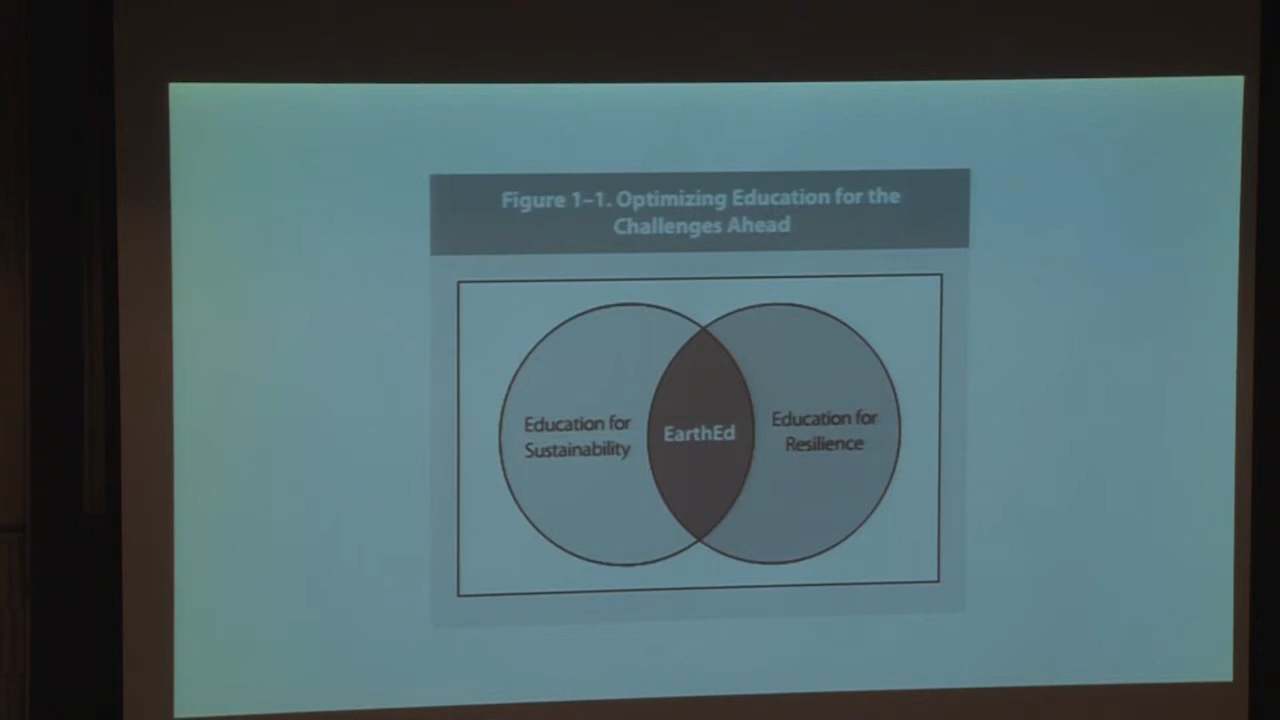 Figure 1–1. Optimizing Education for the
Challenges Ahead
Education for
Sustainability
EarthEd
Education for
Resilience